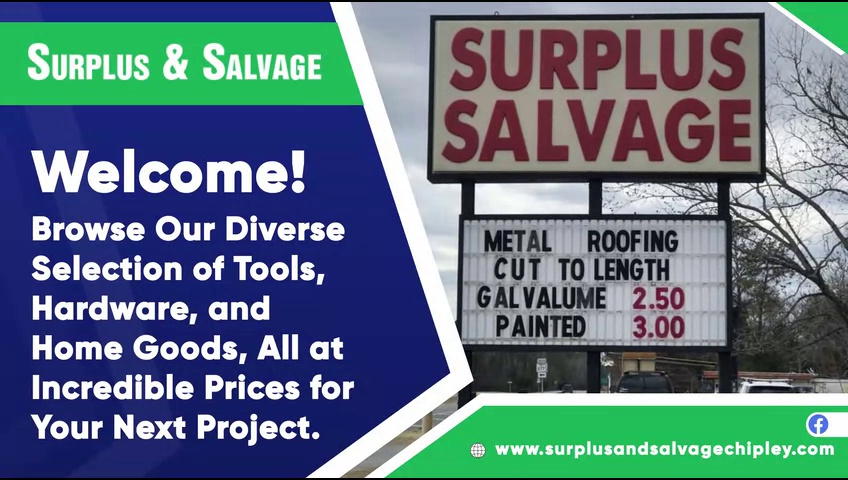 SURPLUS & SALVAGE
Welcome!
Browse Our Diverse
Selection of Tools,
Hardware, and
Home Goods, All at
Incredible Prices for
Your Next Project.
SURPLUS
SALVAGE
METAL ROOFING
CUT TO LENGTH
GALVALUME 2.50
PAINTED 3.00
www.surplusandsalvagechipley.com